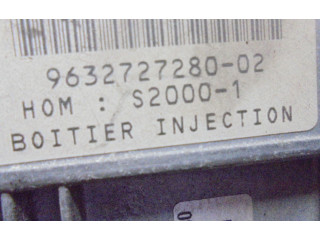 9632727280-02
HOM : S2000-1
BOITIER INJECTION